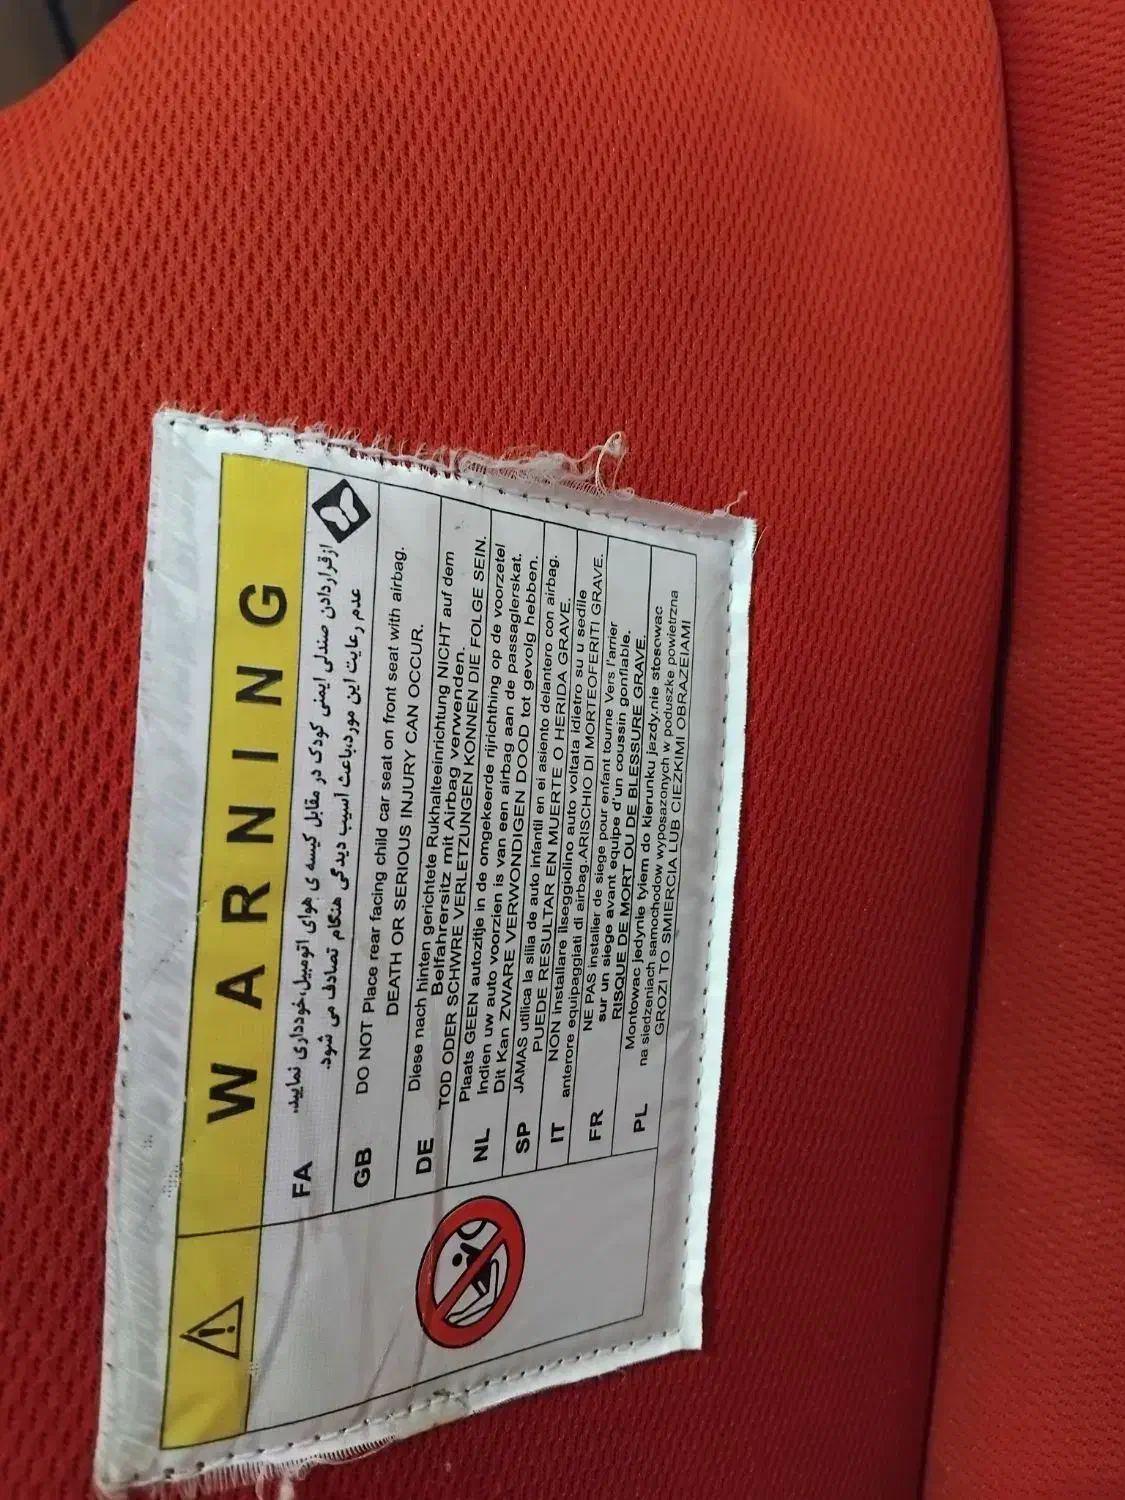 WARNING
FA
ازقراردادن صندلی ایمنی کودک در مقابل کیسه ی هوای اتومبیل،خودداری نمایید.
عدم رعایت این مورد،باعث آسیب دیدگی هنگام تصادف می شود.
GB
DO NOT Place rear facing child car seat on front seat with airbag.
DEATH OR SERIOUS INJURY CAN OCCUR.
DE
Diese nach hinten gerichtete Rukhalteeinrichtung NICHT auf dem
Belfahrersitz mit Airbag verwenden.
TOD ODER SCHWRE VERLETZUNGEN KONNEN DIE FOLGE SEIN.
NL
Plaats GEEN autozitje in de omgekeerde rijrichthing op de voorzetel
Indien uw auto voorzien is van een airbag aan de passaglerskat.
Dit Kan ZWARE VERWONDIGEN DOOD tot gevolg hebben.
SP
JAMAS utilica la silia de auto infantil en ei asiento delantero con airbag.
PUEDE RESULTAR EN MUERTE O HERIDA GRAVE.
IT
NON installare ilseggiolino auto voltata idietro su u sedile
anterore equipaggiati di airbag.ARISCHIO DI MORTEOFERITI GRAVE.
FR
NE PAS installer de siege pour enfant tourne Vers l'arrier
sur un siege avant equipe d'un coussin gonflable.
RISQUE DE MORT OU DE BLESSURE GRAVE.
PL
Montowac jedynie tyiem do kierunku jazdy.nie stosowac
na siedzeniach samochodow wyposazonych w poduszke powietrzna
GROZI TO SMIERCIA LUB CIEZKIMI OBRAZEIAMI